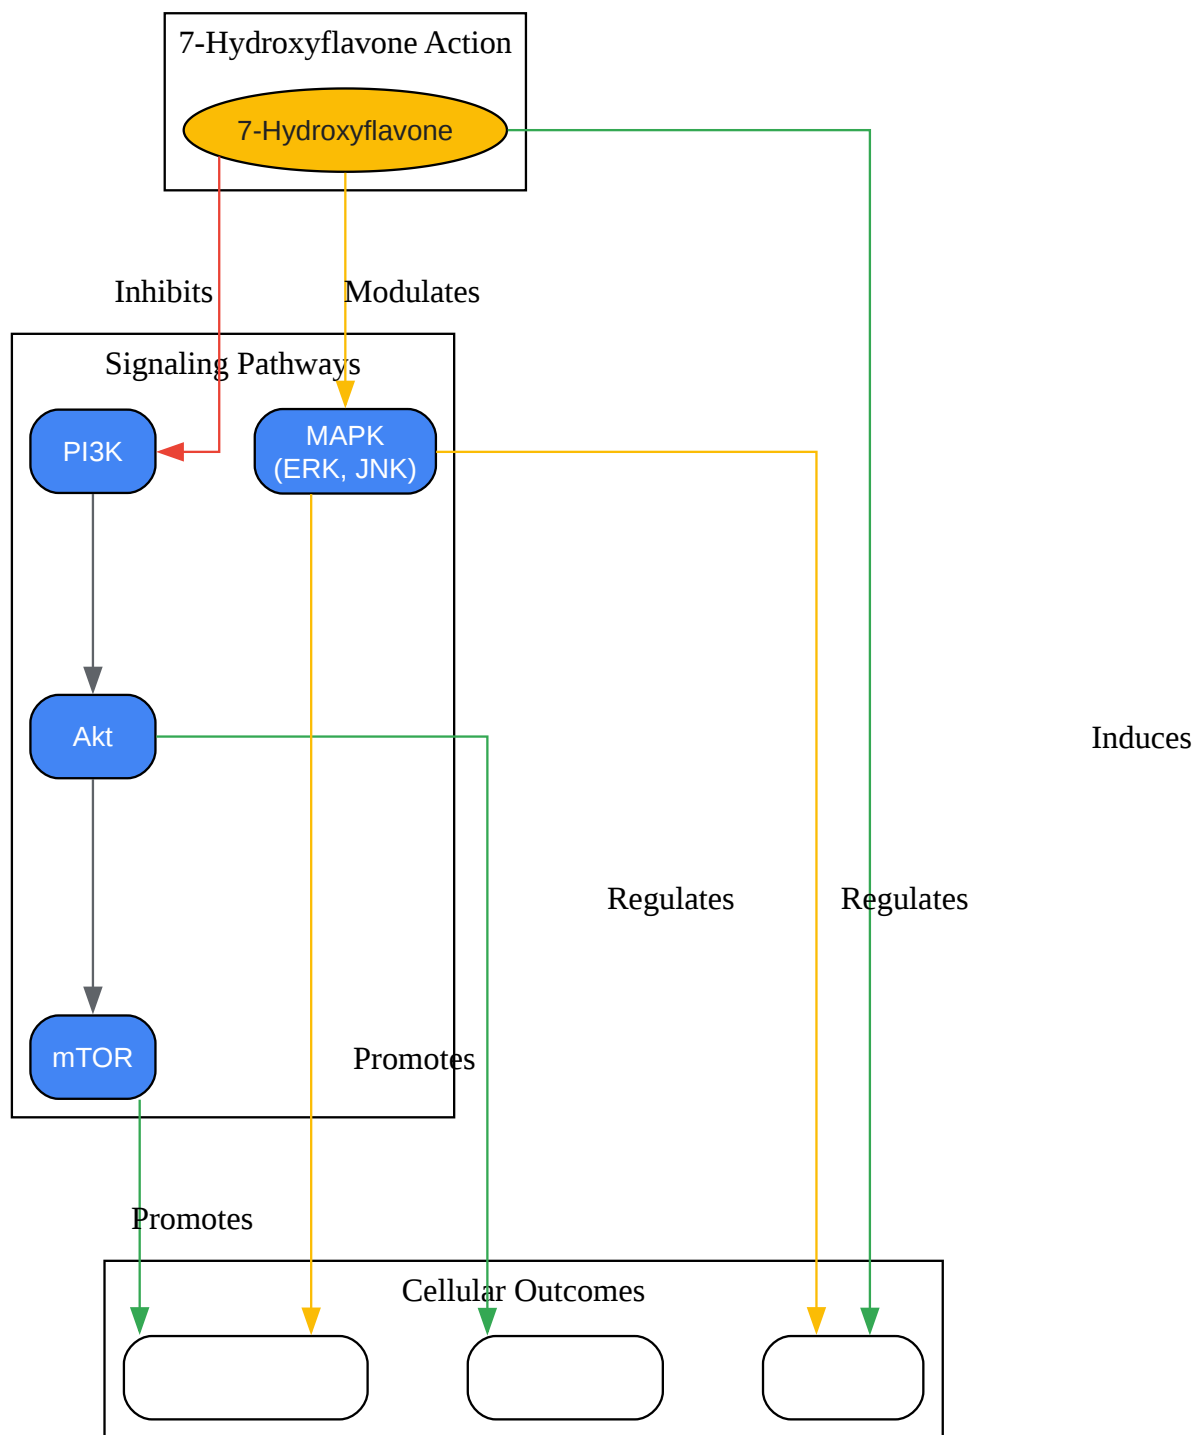 7-Hydroxyflavone Action
7-Hydroxyflavone
Inhibits
Modulates
Signaling Pathways
PI3K
MAPK
(ERK, JNK)
Akt
Induces
Regulates
Regulates
mTOR
Promotes
Promotes
Cellular Outcomes